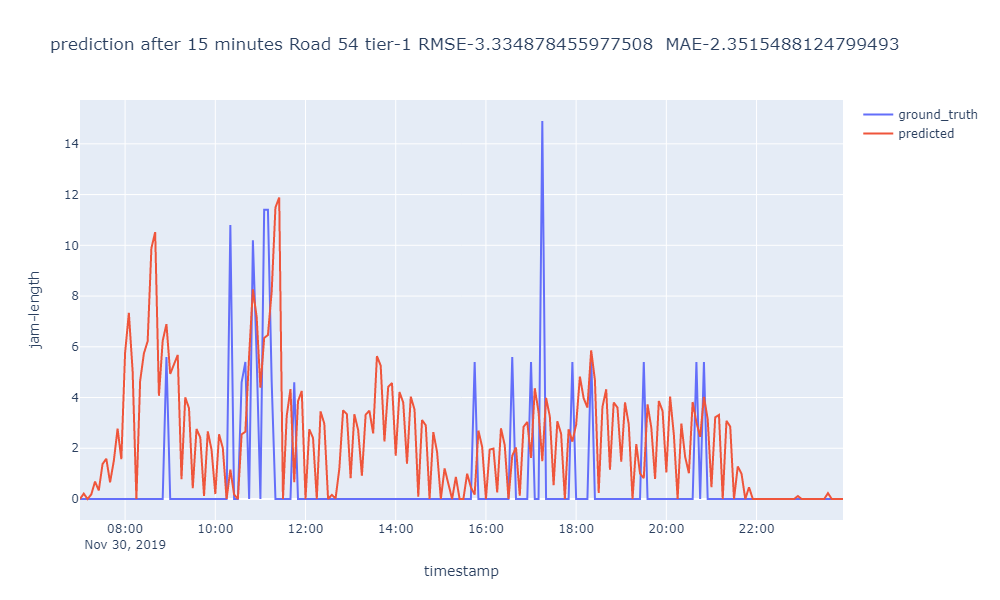 prediction after 15 minutes Road 54 tier-1 RMSE-3.334878455977508  MAE-2.3515488124799493
ground_truth
predicted
14
12
10
8
6
4
2
0
jam-length
08:00 10:00 12:00 14:00 16:00 18:00 20:00 22:00
Nov 30, 2019
timestamp